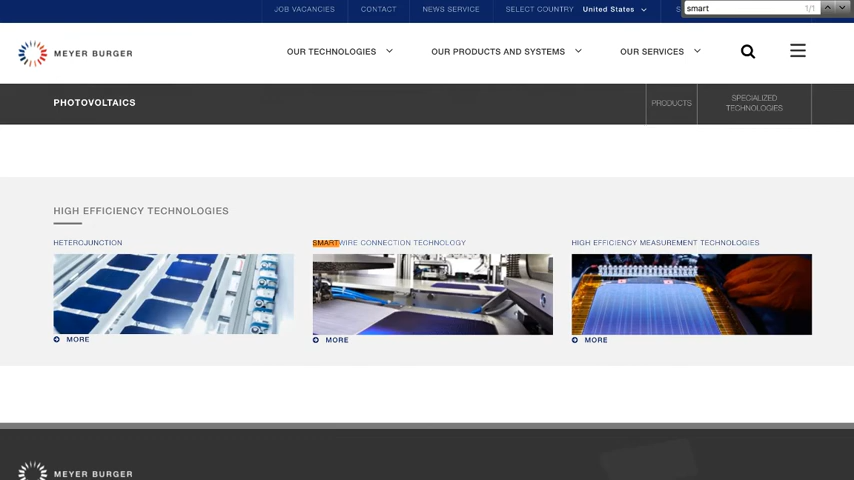 JOB VACANCIES CONTACT NEWS SERVICE SELECT COUNTRY United States S
smart 1/1
MEYER BURGER OUR TECHNOLOGIES OUR PRODUCTS AND SYSTEMS OUR SERVICES
PHOTOVOLTAICS PRODUCTS SPECIALIZED
TECHNOLOGIES
HIGH EFFICIENCY TECHNOLOGIES
HETEROJUNCTION SMARTWIRE CONNECTION TECHNOLOGY HIGH EFFICIENCY MEASUREMENT TECHNOLOGIES
MORE MORE MORE
MEYER BURGER